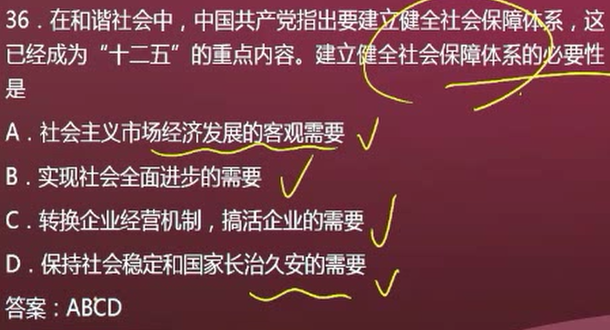 36．在和谐社会中，中国共产党指出要建立健全社会保障体系，这
已经成为“十二五”的重点内容。建立健全社会保障体系的必要性
是
A．社会主义市场经济发展的客观需要
B．实现社会全面进步的需要
C．转换企业经营机制，搞活企业的需要
D．保持社会稳定和国家长治久安的需要
答案：ABCD